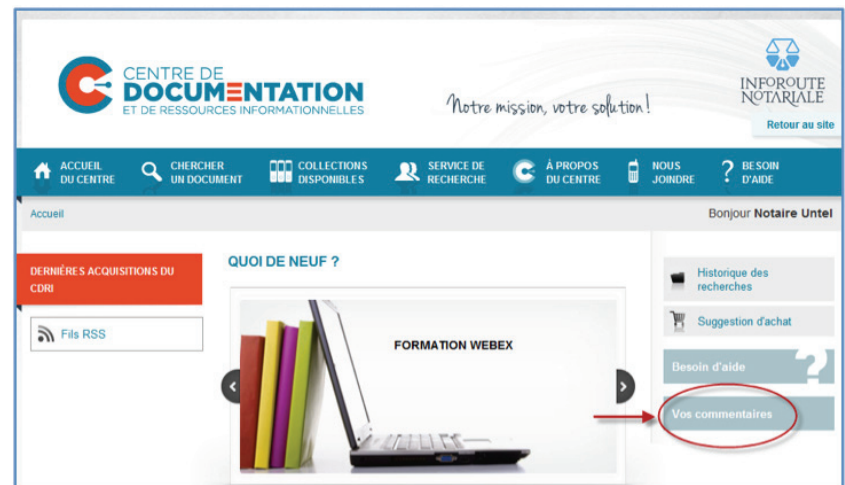 CENTRE DE
DOCUMENTATION
ET DE RESSOURCES INFORMATIONNELLES
Notre mission, votre solution !
INFOROUTE
NOTARIALE
Retour au site
ACCUEIL
DU CENTRE
CHERCHER
UN DOCUMENT
COLLECTIONS
DISPONIBLES
SERVICE DE
RECHERCHE
À PROPOS
DU CENTRE
NOUS
JOINDRE
? BESOIN
D'AIDE
Accueil
Bonjour Notaire Untel
DERNIÈRES ACQUISITIONS DU
CDRI
Fils RSS
QUOI DE NEUF ?
FORMATION WEBEX
Historique des
recherches
Suggestion d'achat
Besoin d'aide ?
Vos commentaires